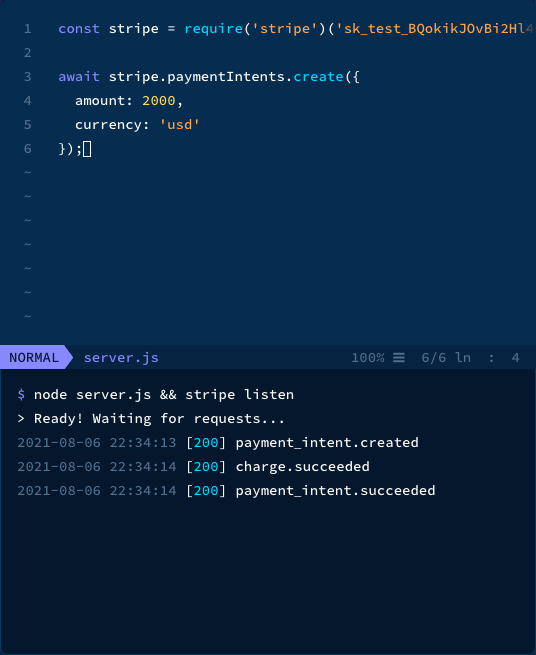 1 const stripe = require('stripe')('sk_test_BQokikJOvBi2Hl4
2
3 await stripe.paymentIntents.create({
4 amount: 2000,
5 currency: 'usd'
6 });
~
~
~
~
~
~
~
NORMAL server.js 100% ☰ 6/6 ln : 4
$ node server.js && stripe listen
> Ready! Waiting for requests...
2021-08-06 22:34:13 [200] payment_intent.created
2021-08-06 22:34:14 [200] charge.succeeded
2021-08-06 22:34:14 [200] payment_intent.succeeded